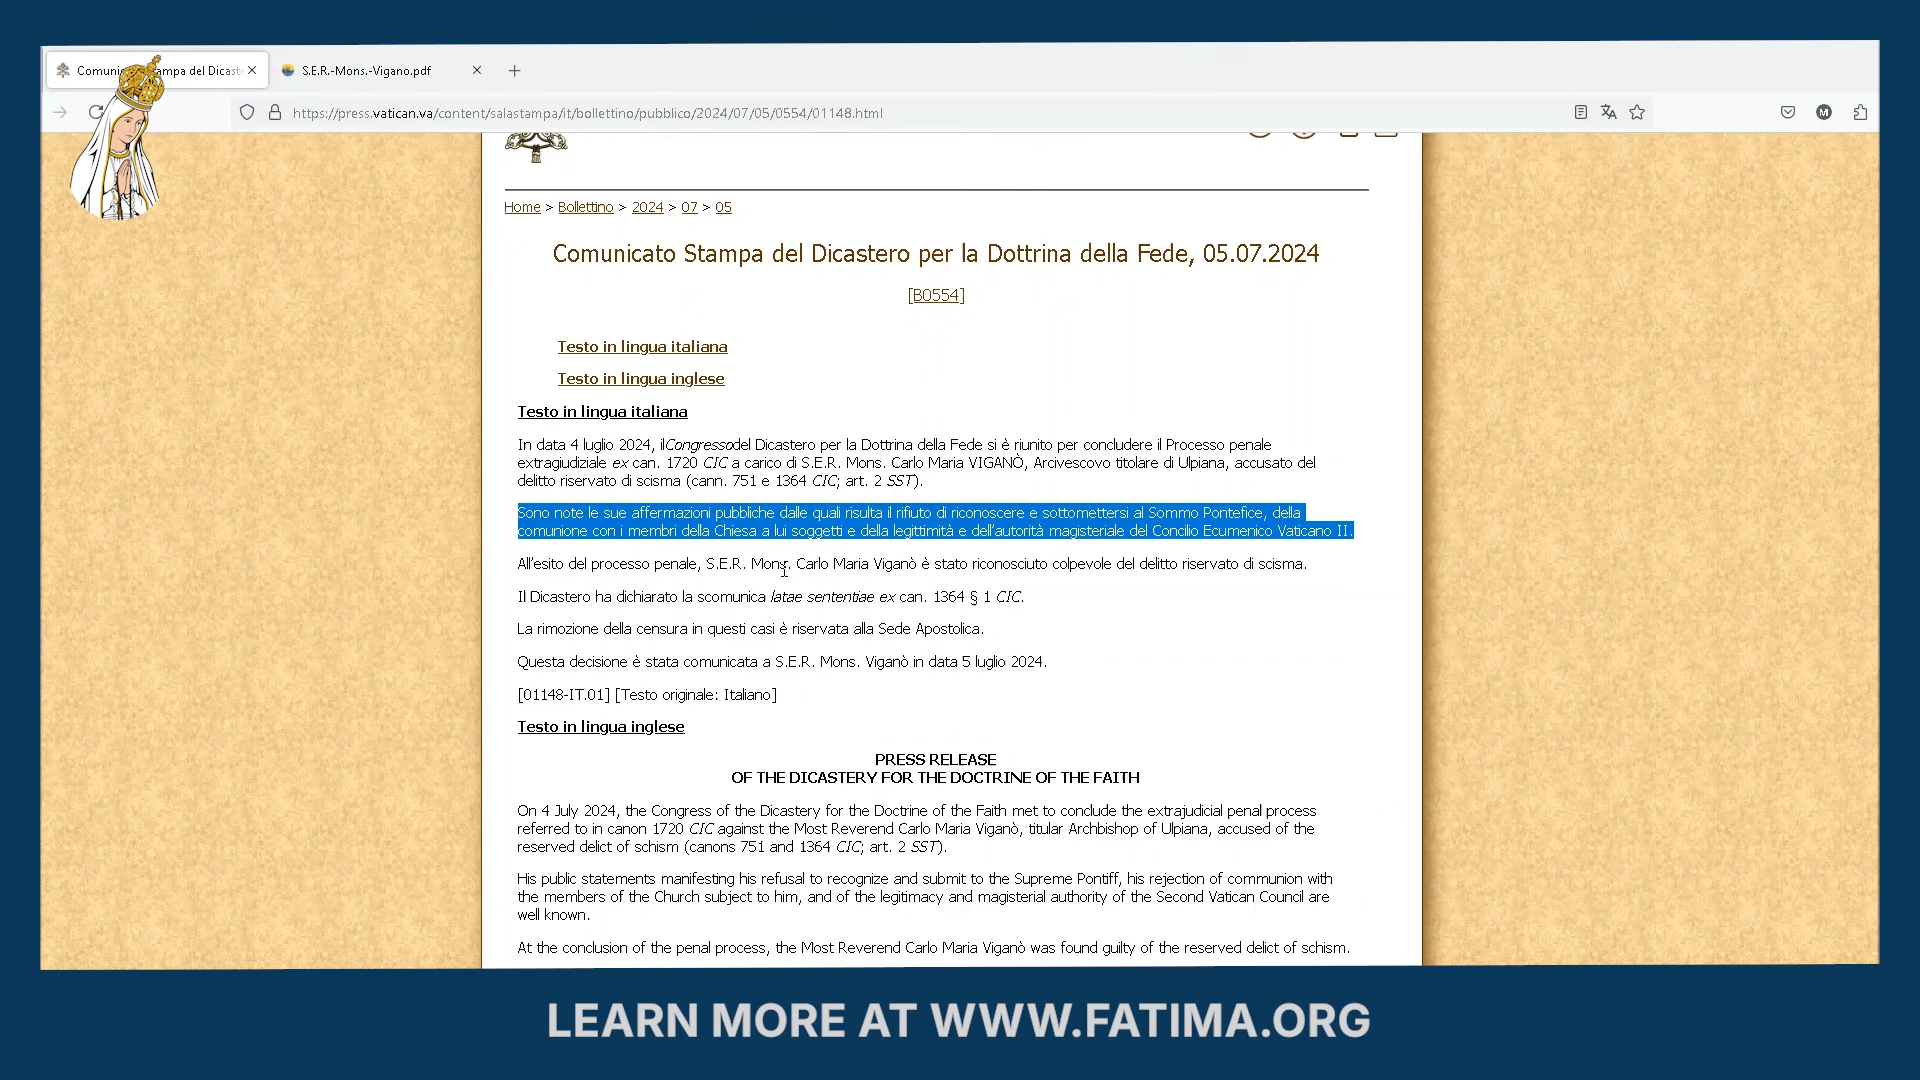 Comuni
mpa del Dicast
S.E.R.-Mons.-Vigano.pdf
https://press.vatican.va/content/salastampa/it/bollettino/pubblico/2024/07/05/0554/01148.html
M
Home > Bollettino > 2024 > 07 > 05
Comunicato Stampa del Dicastero per la Dottrina della Fede, 05.07.2024
[B0554]
Testo in lingua italiana
Testo in lingua inglese
Testo in lingua italiana
In data 4 luglio 2024, ilCongressodel Dicastero per la Dottrina della Fede si è riunito per concludere il Processo penale
extragiudiziale ex can. 1720 CIC a carico di S.E.R. Mons. Carlo Maria VIGANÒ, Arcivescovo titolare di Ulpiana, accusato del
delitto riservato di scisma (cann. 751 e 1364 CIC; art. 2 SST).
Sono note le sue affermazioni pubbliche dalle quali risulta il rifiuto di riconoscere e sottomettersi al Sommo Pontefice, della
comunione con i membri della Chiesa a lui soggetti e della legittimità e dell'autorità magisteriale del Concilio Ecumenico Vaticano II.
All'esito del processo penale, S.E.R. Mons. Carlo Maria Viganò è stato riconosciuto colpevole del delitto riservato di scisma.
Il Dicastero ha dichiarato la scomunica latae sententiae ex can. 1364 § 1 CIC.
La rimozione della censura in questi casi è riservata alla Sede Apostolica.
Questa decisione è stata comunicata a S.E.R. Mons. Viganò in data 5 luglio 2024.
[01148-IT.01] [Testo originale: Italiano]
Testo in lingua inglese
PRESS RELEASE
OF THE DICASTERY FOR THE DOCTRINE OF THE FAITH
On 4 July 2024, the Congress of the Dicastery for the Doctrine of the Faith met to conclude the extrajudicial penal process
referred to in canon 1720 CIC against the Most Reverend Carlo Maria Viganò, titular Archbishop of Ulpiana, accused of the
reserved delict of schism (canons 751 and 1364 CIC; art. 2 SST).
His public statements manifesting his refusal to recognize and submit to the Supreme Pontiff, his rejection of communion with
the members of the Church subject to him, and of the legitimacy and magisterial authority of the Second Vatican Council are
well known.
At the conclusion of the penal process, the Most Reverend Carlo Maria Viganò was found guilty of the reserved delict of schism.
LEARN MORE AT WWW.FATIMA.ORG